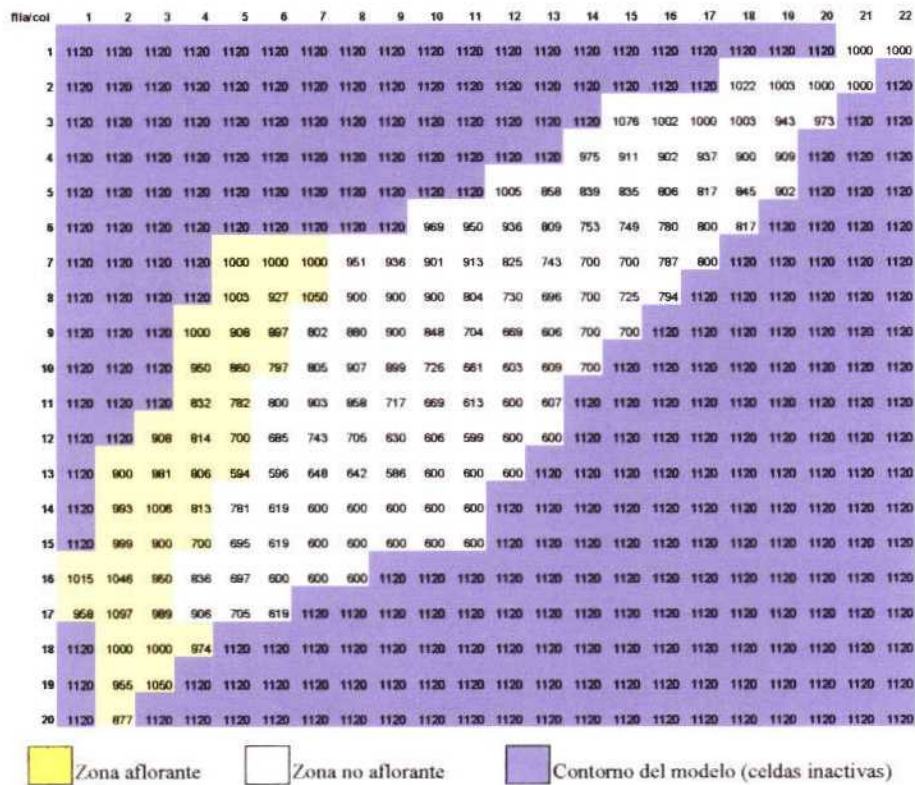 fila/col 1 2 3 4 5 6 7 8 9 10 11 12 13 14 15 16 17 18 19 20 21 22
1 1120 1120 1120 1120 1120 1120 1120 1120 1120 1120 1120 1120 1120 1120 1120 1120 1120 1120 1120 1120 1000 1000
2 1120 1120 1120 1120 1120 1120 1120 1120 1120 1120 1120 1120 1120 1120 1120 1120 1120 1022 1003 1000 1000 1120
3 1120 1120 1120 1120 1120 1120 1120 1120 1120 1120 1120 1120 1120 1120 1076 1002 1000 1003 943 973 1120 1120
4 1120 1120 1120 1120 1120 1120 1120 1120 1120 1120 1120 1120 1120 975 911 902 937 900 909 1120 1120 1120
5 1120 1120 1120 1120 1120 1120 1120 1120 1120 1120 1120 1005 858 839 835 806 817 845 902 1120 1120 1120
6 1120 1120 1120 1120 1120 1120 1120 1120 1120 969 950 936 809 753 749 780 800 817 1120 1120 1120 1120
7 1120 1120 1120 1120 1000 1000 1000 951 936 901 913 825 743 700 700 787 800 1120 1120 1120 1120 1120
8 1120 1120 1120 1120 1003 927 1050 900 900 900 804 730 696 700 725 794 1120 1120 1120 1120 1120 1120
9 1120 1120 1120 1000 908 897 802 880 900 848 704 669 606 700 700 1120 1120 1120 1120 1120 1120 1120
10 1120 1120 1120 950 860 797 805 907 899 726 661 603 609 700 1120 1120 1120 1120 1120 1120 1120 1120
11 1120 1120 1120 832 782 800 903 858 717 669 613 600 607 1120 1120 1120 1120 1120 1120 1120 1120 1120
12 1120 1120 908 814 700 685 743 705 630 606 599 600 600 1120 1120 1120 1120 1120 1120 1120 1120 1120
13 1120 900 981 806 594 596 648 642 586 600 600 600 1120 1120 1120 1120 1120 1120 1120 1120 1120 1120
14 1120 993 1006 813 781 619 600 600 600 600 600 1120 1120 1120 1120 1120 1120 1120 1120 1120 1120 1120
15 1120 999 900 700 695 619 600 600 600 600 600 1120 1120 1120 1120 1120 1120 1120 1120 1120 1120 1120
16 1015 1046 950 836 697 600 600 600 1120 1120 1120 1120 1120 1120 1120 1120 1120 1120 1120 1120 1120 1120
17 958 1097 989 906 705 619 1120 1120 1120 1120 1120 1120 1120 1120 1120 1120 1120 1120 1120 1120 1120 1120
18 1120 1000 1000 974 1120 1120 1120 1120 1120 1120 1120 1120 1120 1120 1120 1120 1120 1120 1120 1120 1120 1120
19 1120 955 1050 1120 1120 1120 1120 1120 1120 1120 1120 1120 1120 1120 1120 1120 1120 1120 1120 1120 1120 1120
20 1120 877 1120 1120 1120 1120 1120 1120 1120 1120 1120 1120 1120 1120 1120 1120 1120 1120 1120 1120 1120 1120
Zona aflorante Zona no aflorante Contorno del modelo (celdas inactivas)